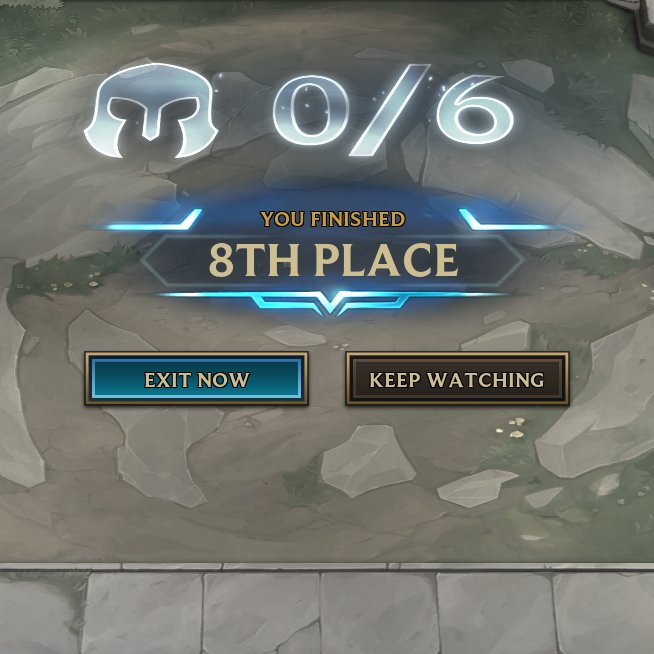 0/6
YOU FINISHED
8TH PLACE
EXIT NOW
KEEP WATCHING